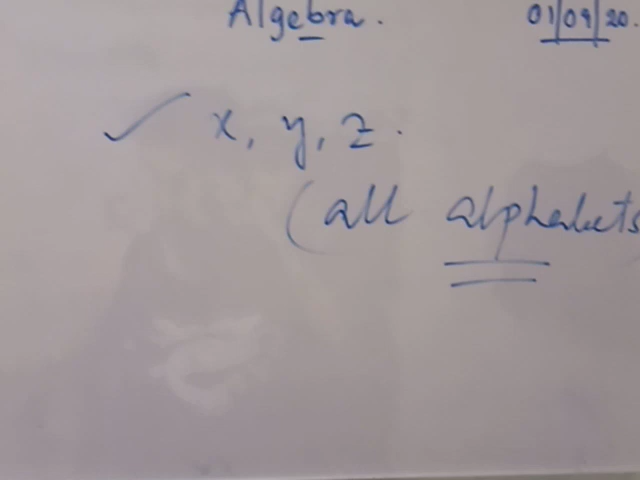 Algebra. 01/09/20.
✓ x, y, z.
(all alphabets